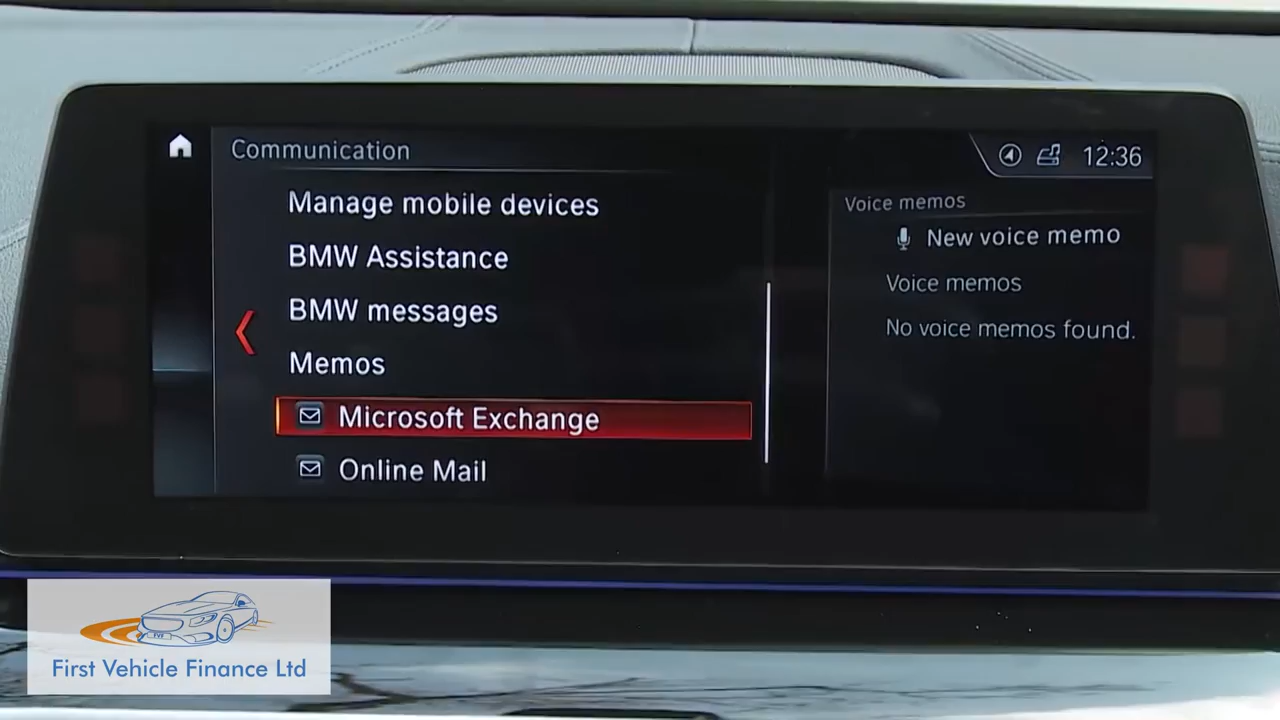 Communication
12:36
Manage mobile devices
BMW Assistance
BMW messages
Memos
Microsoft Exchange
Online Mail
Voice memos
New voice memo
Voice memos
No voice memos found.
FVF
First Vehicle Finance Ltd